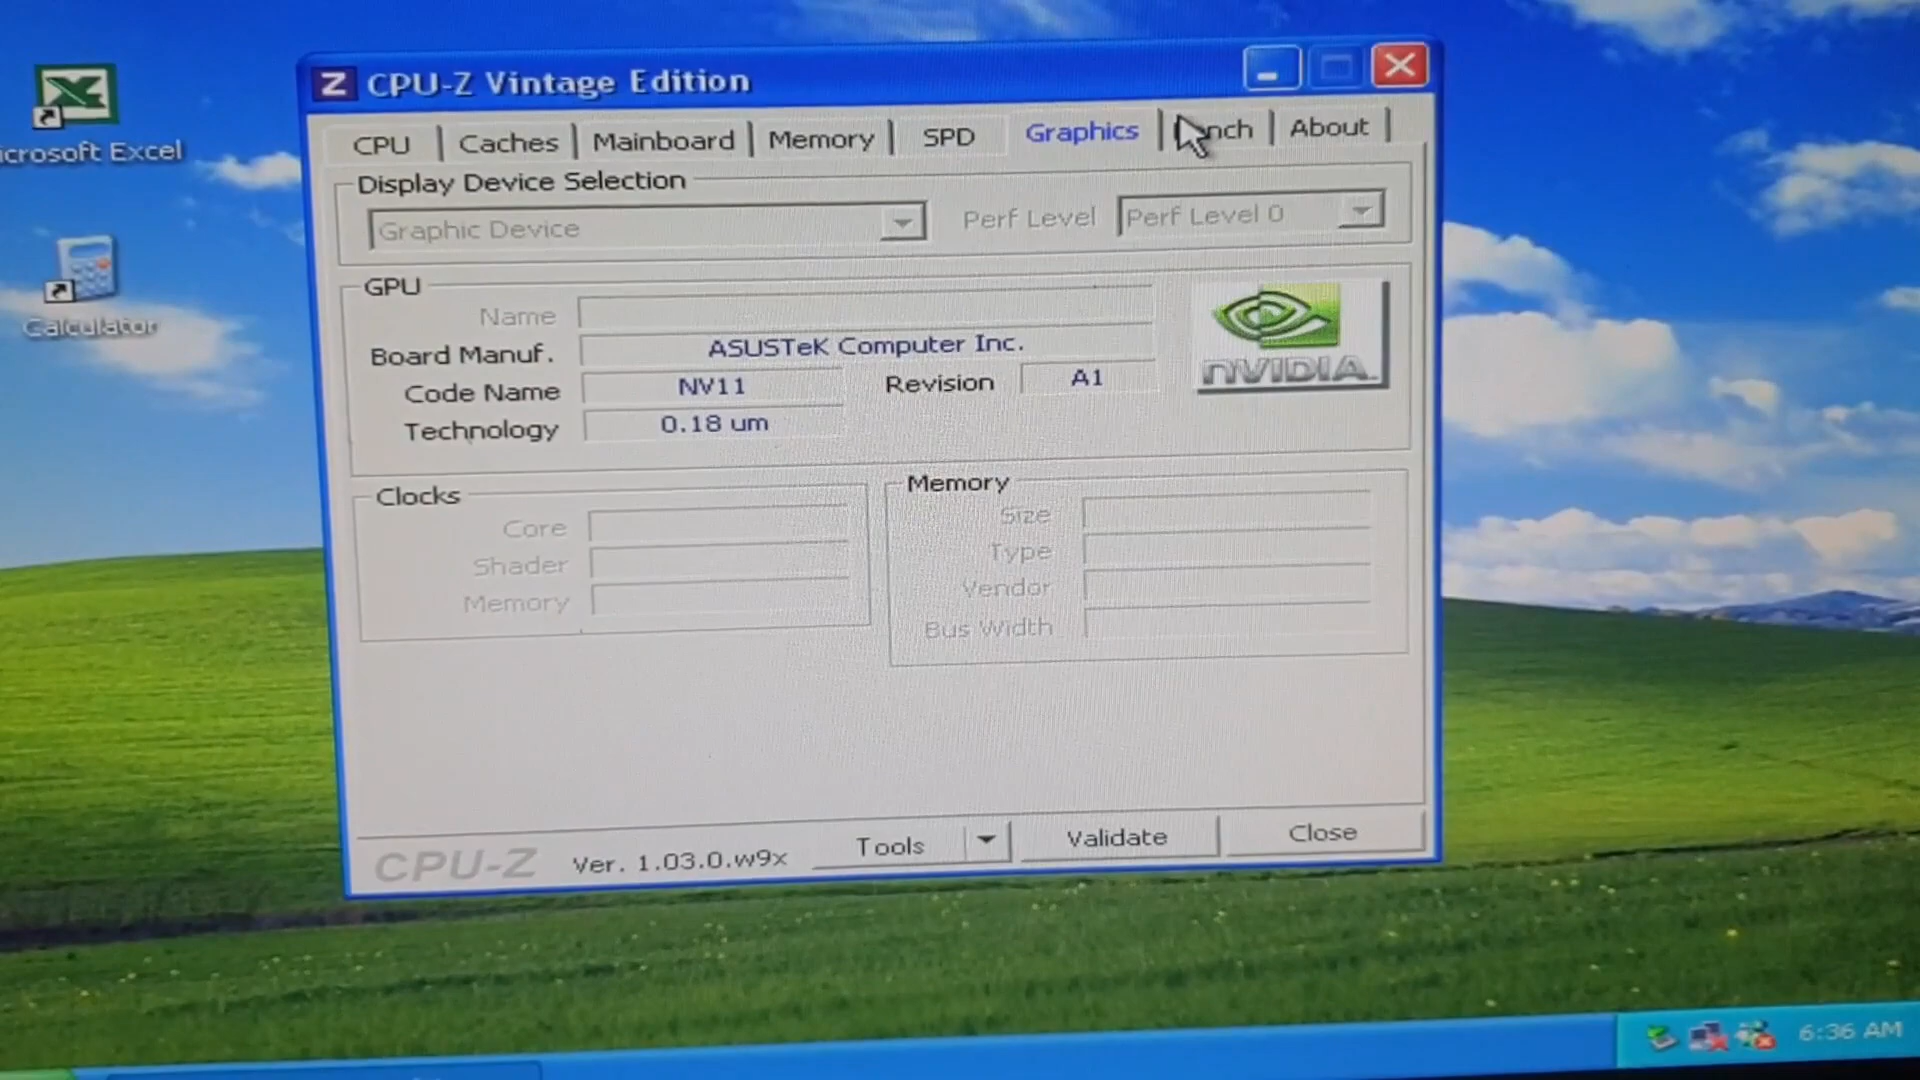 CPU-Z Vintage Edition
CPU Caches Mainboard Memory SPD Graphics About
Display Device Selection
Graphic Device Perf Level Perf Level 0
GPU
Name
Board Manuf. ASUSTeK Computer Inc.
Code Name NV11 Revision A1
Technology 0.18 um
NVIDIA
Clocks
Core
Shader
Memory
Memory
Size
Type
Vendor
Bus Width
CPU-Z Ver. 1.03.0.w9x Tools Validate Close
icrosoft Excel
Calculator
6:36 AM